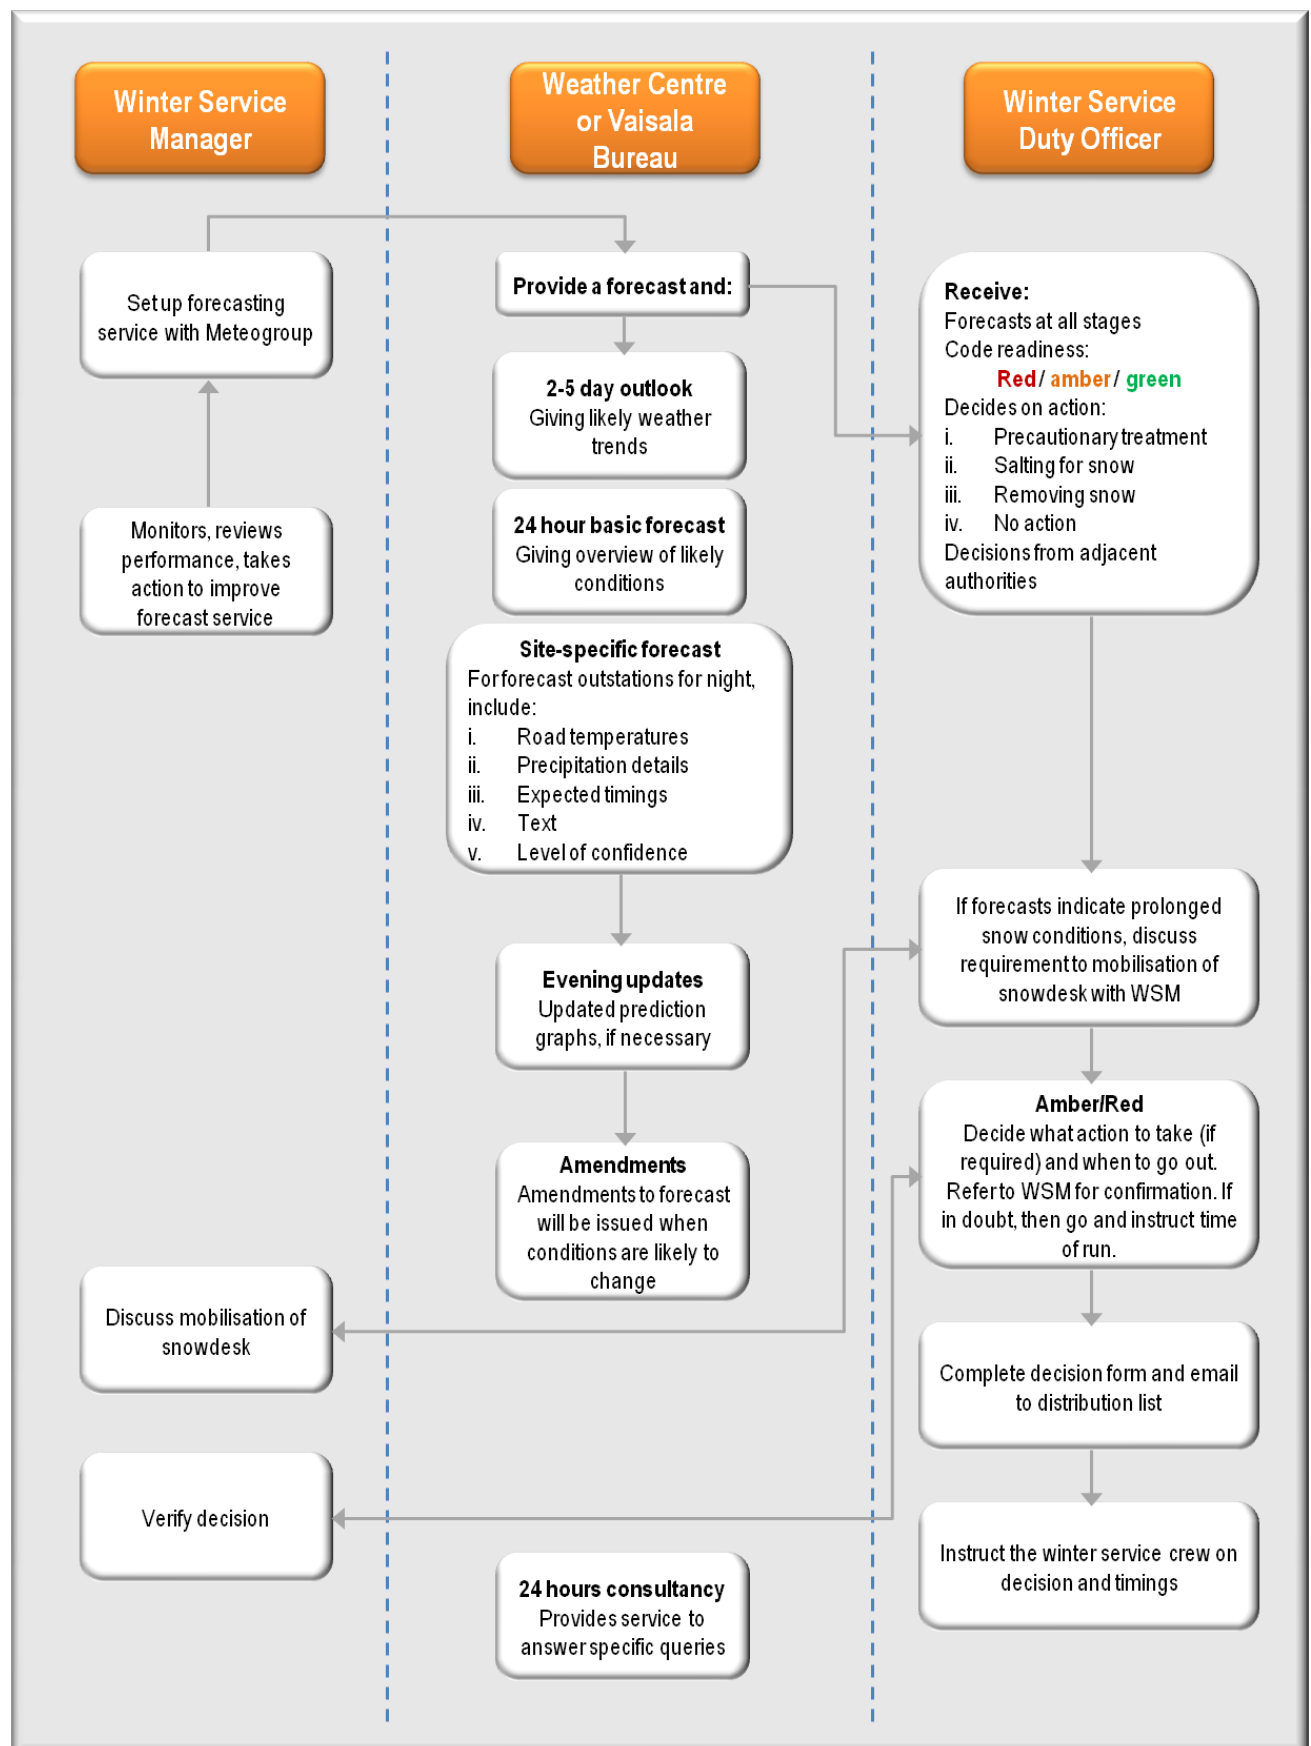 Winter Service
Manager
Weather Centre
or Vaisala
Bureau
Winter Service
Duty Officer
Set up forecasting
service with Meteogroup
Monitors, reviews
performance, takes
action to improve
forecast service
Discuss mobilisation of
snowdesk
Verify decision
Provide a forecast and:
2-5 day outlook
Giving likely weather
trends
24 hour basic forecast
Giving overview of likely
conditions
Site-specific forecast
For forecast outstations for night,
include:
i. Road temperatures
ii. Precipitation details
iii. Expected timings
iv. Text
v. Level of confidence
Evening updates
Updated prediction
graphs, if necessary
Amendments
Amendments to forecast
will be issued when
conditions are likely to
change
24 hours consultancy
Provides service to
answer specific queries
Receive:
Forecasts at all stages
Code readiness:
Red / amber / green
Decides on action:
i. Precautionary treatment
ii. Salting for snow
iii. Removing snow
iv. No action
Decisions from adjacent
authorities
If forecasts indicate prolonged
snow conditions, discuss
requirement to mobilisation of
snowdesk with WSM
Amber/Red
Decide what action to take (if
required) and when to go out.
Refer to WSM for confirmation. If
in doubt, then go and instruct time
of run.
Complete decision form and email
to distribution list
Instruct the winter service crew on
decision and timings